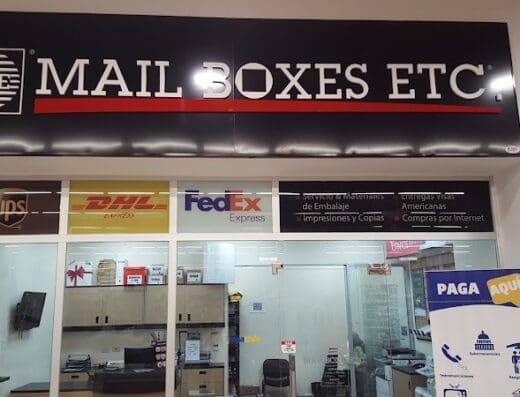 MAIL BOXES ETC.
ups
DHL
EXPRESS
FedEx
Express
Servicio & Materiales
de Embalaje
Impresiones y Copias
Entregas Visas
Americanas
Compras por Internet
PAGA AQUÍ